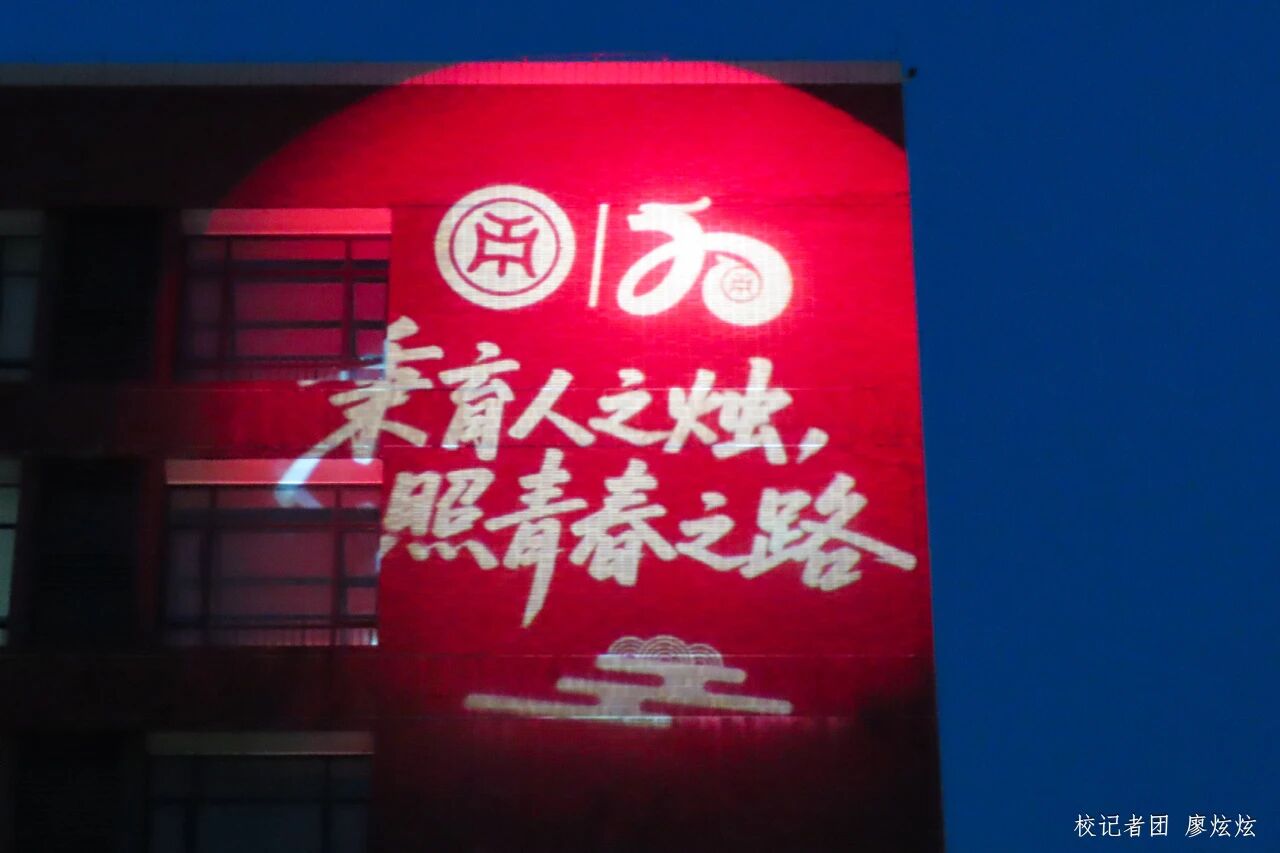 秉育人之烛，
照青春之路
校记者团 廖炫炫